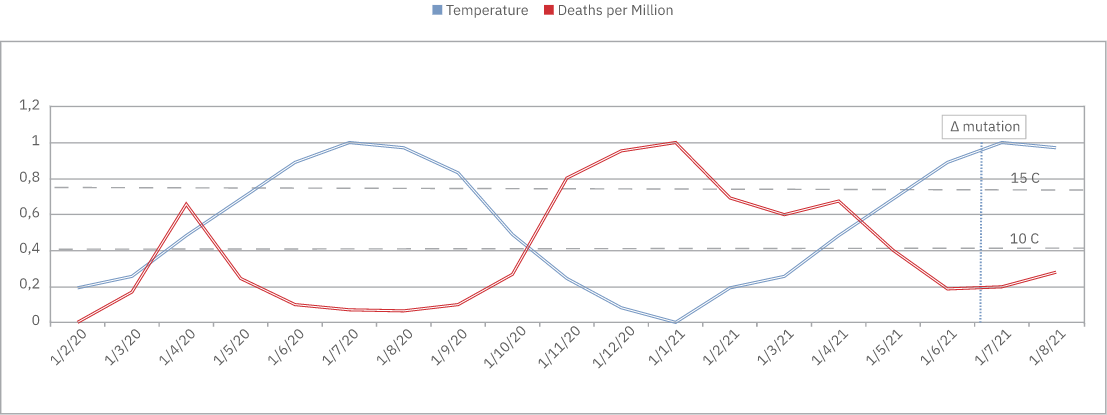 Temperature Deaths per Million
1,2
Δ mutation
1
0,8
15 C
0,6
10 C
0,4
0,2
0
1/2/20 1/3/20 1/4/20 1/5/20 1/6/20 1/7/20 1/8/20 1/9/20 1/10/20 1/11/20 1/12/20 1/1/21 1/2/21 1/3/21 1/4/21 1/5/21 1/6/21 1/7/21 1/8/21